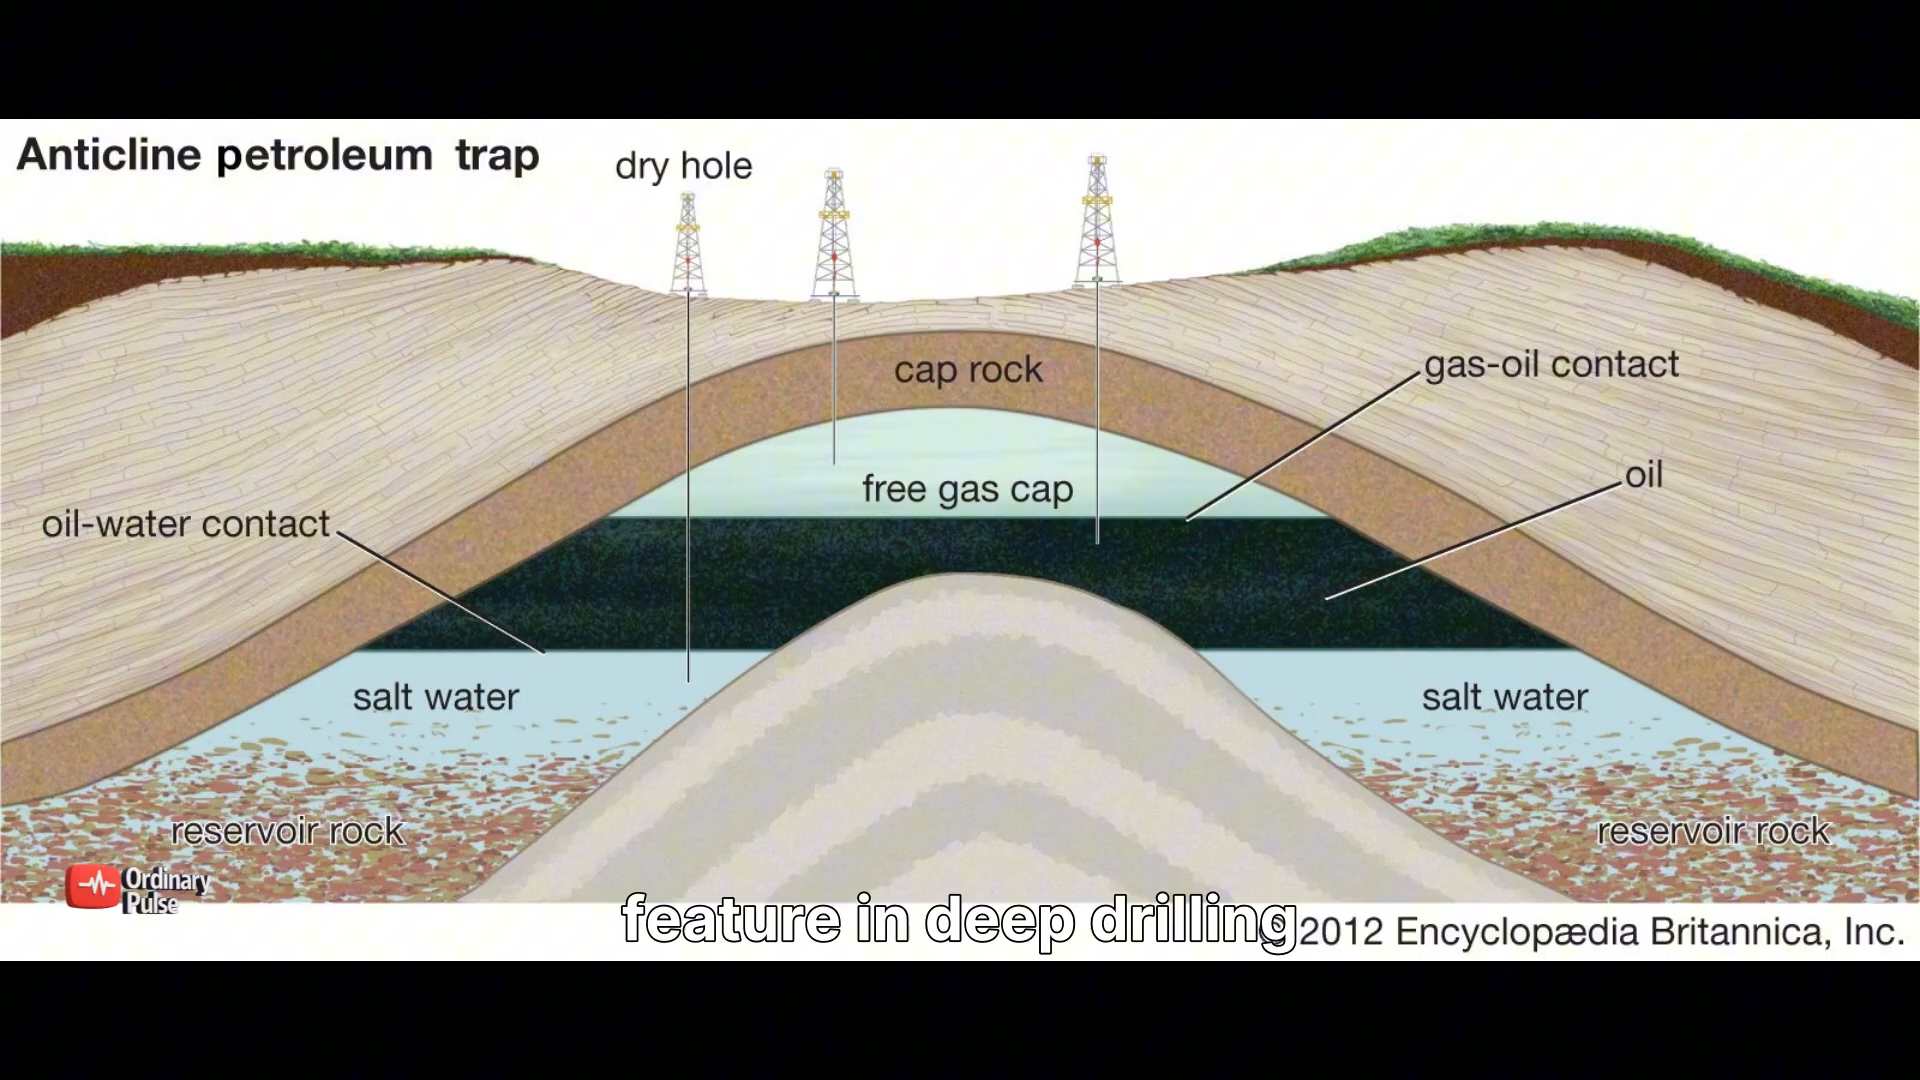 Anticline petroleum trap
dry hole
cap rock
gas-oil contact
free gas cap
oil
oil-water contact
salt water
salt water
reservoir rock
reservoir rock
Ordinary
Pulse
feature in deep drilling
2012 Encyclopædia Britannica, Inc.